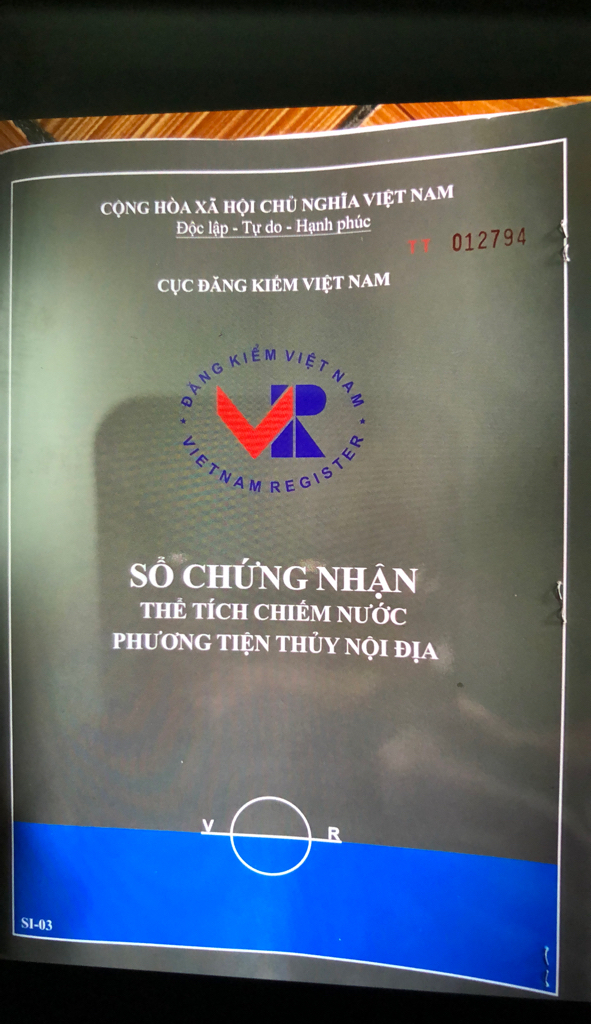 CỘNG HÒA XÃ HỘI CHỦ NGHĨA VIỆT NAM
Độc lập - Tự do - Hạnh phúc
TT 012794
CỤC ĐĂNG KIỂM VIỆT NAM
ĐĂNG KIỂM VIỆT NAM
VR
VIETNAM REGISTER
SỔ CHỨNG NHẬN
THỂ TÍCH CHIẾM NƯỚC
PHƯƠNG TIỆN THỦY NỘI ĐỊA
V R
SI-03